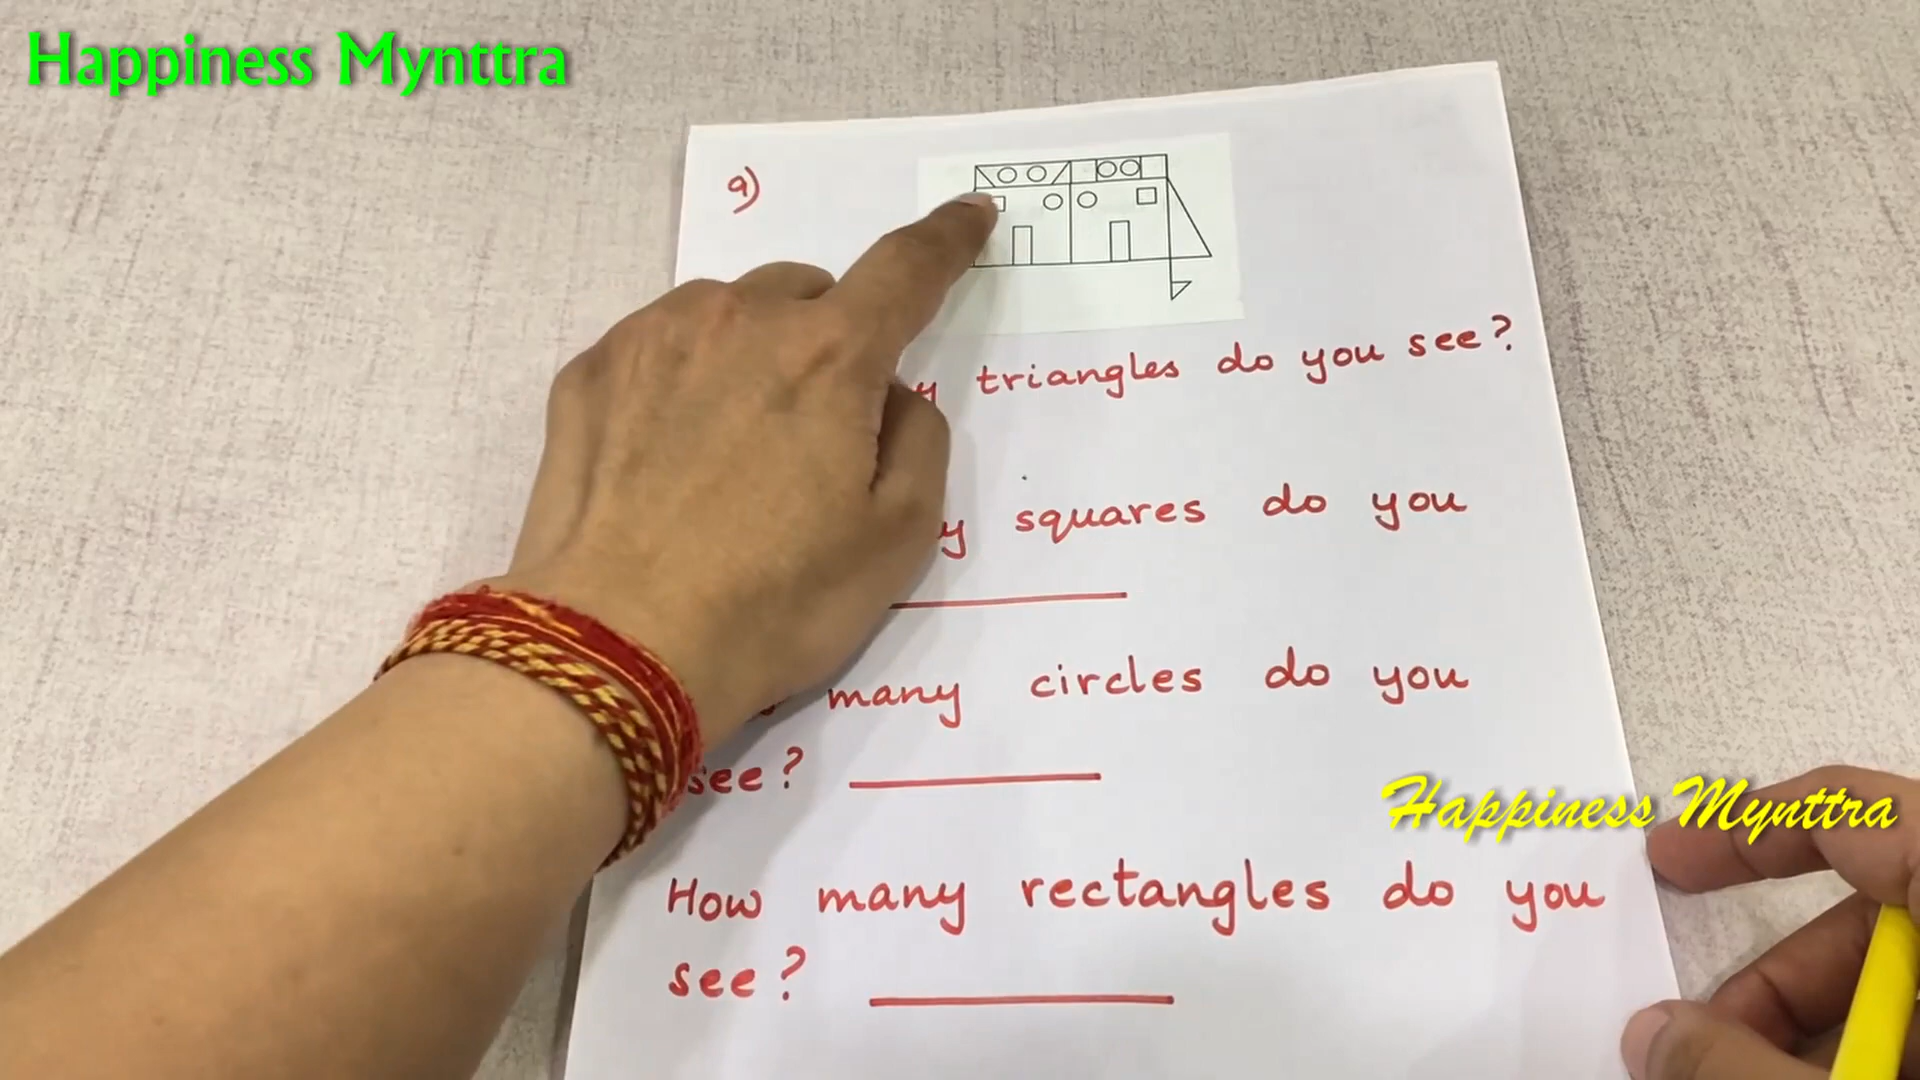 Happiness Mynttra
9)
triangles do you see?
squares do you
many circles do you
see?
Happiness Mynttra
How many rectangles do you
see?